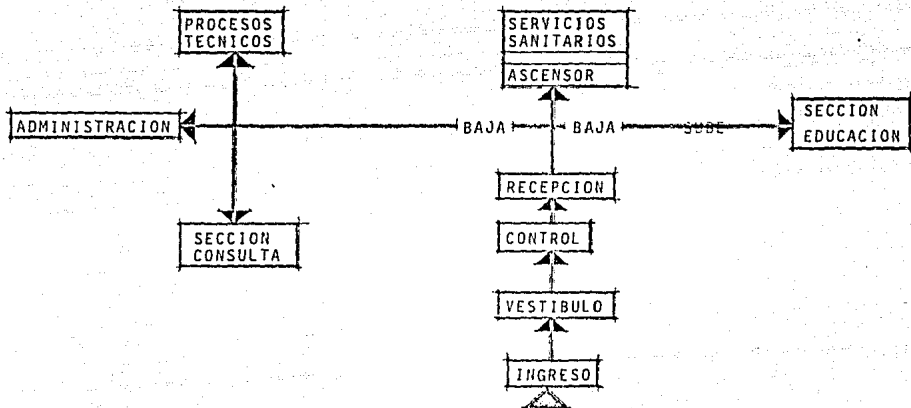 PROCESOS
TECNICOS
SERVICIOS
SANITARIOS
ASCENSOR
ADMINISTRACION
BAJA
BAJA
SUBE
SECCION
EDUCACION
RECEPCION
SECCION
CONSULTA
CONTROL
VESTIBULO
INGRESO